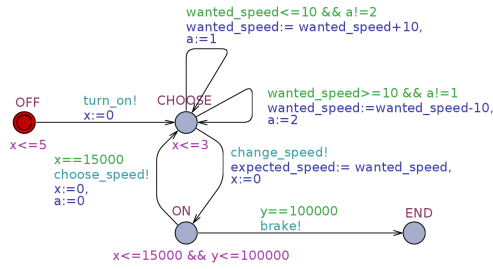 wanted_speed<=10 && a!=2
wanted_speed:= wanted_speed+10,
a:=1
OFF
turn_on!
x:=0
x<=5
CHOOSE
x<=3
wanted_speed>=10 && a!=1
wanted_speed:=wanted_speed-10,
a:=2
x==15000
choose_speed!
x:=0,
a:=0
change_speed!
expected_speed:= wanted_speed,
x:=0
ON
x<=15000 && y<=100000
y==100000
brake!
END